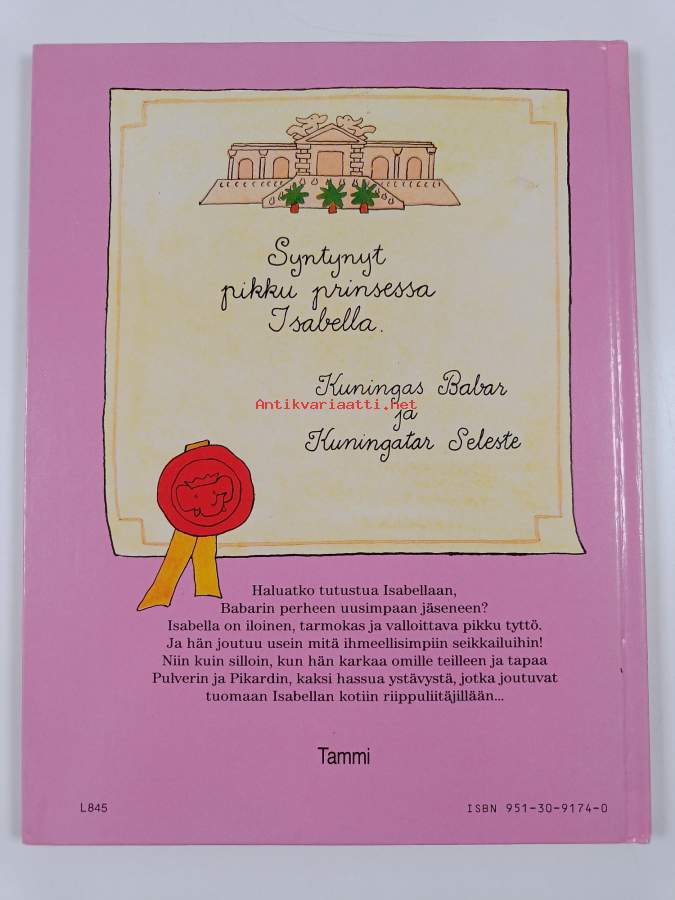 Syntynyt
pikku prinsessa
Isabella.
Kuningas Babar
Antikvariaatti.net
ja
Kuningatar Seleste
Haluatko tutustua Isabellaan,
Babarin perheen uusimpaan jäseneen?
Isabella on iloinen, tarmokas ja valloittava pikku tyttö.
Ja hän joutuu usein mitä ihmeellisimpiin seikkailuihin!
Niin kuin silloin, kun hän karkaa omille teilleen ja tapaa
Pulverin ja Pikardin, kaksi hassua ystävystä, jotka joutuvat
tuomaan Isabellan kotiin riippuliitäjillään...
Tammi
L845
ISBN 951-30-9174-0